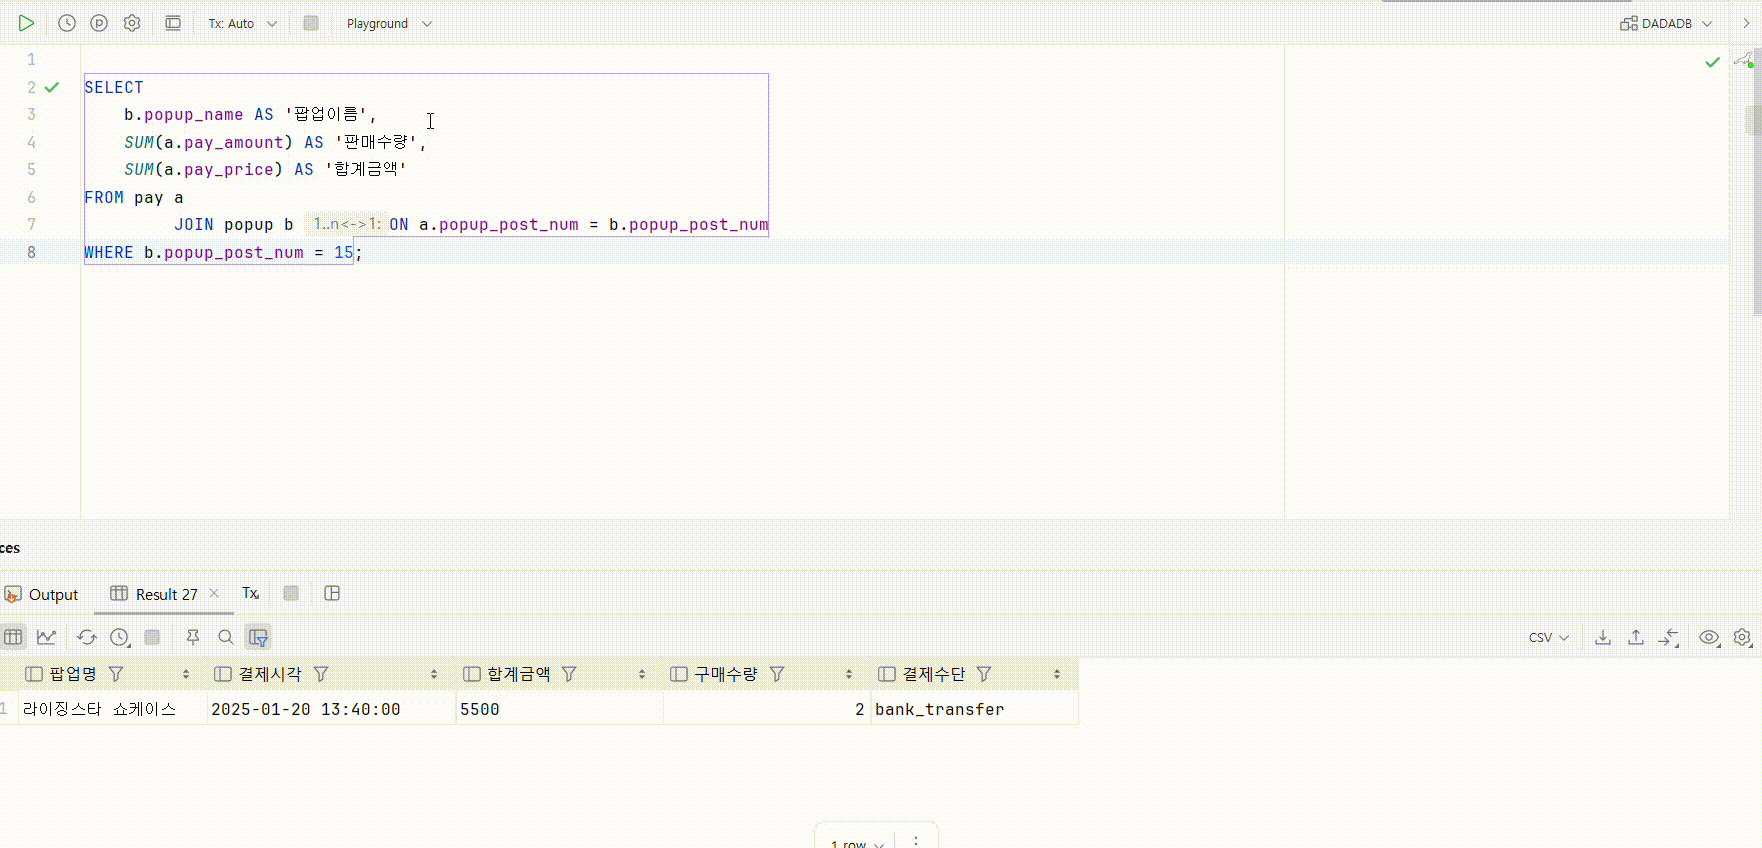 Tx: Auto Playground DADADB
1
2 SELECT
3 b.popup_name AS '팝업이름',
4 SUM(a.pay_amount) AS '판매수량',
5 SUM(a.pay_price) AS '합계금액'
6 FROM pay a
7 JOIN popup b 1..n<->1: ON a.popup_post_num = b.popup_post_num
8 WHERE b.popup_post_num = 15;
ces
Output Result 27 Tx
CSV
팝업명 결제시각 합계금액 구매수량 결제수단
1 라이징스타 쇼케이스 2025-01-20 13:40:00 5500 2 bank_transfer
1 row